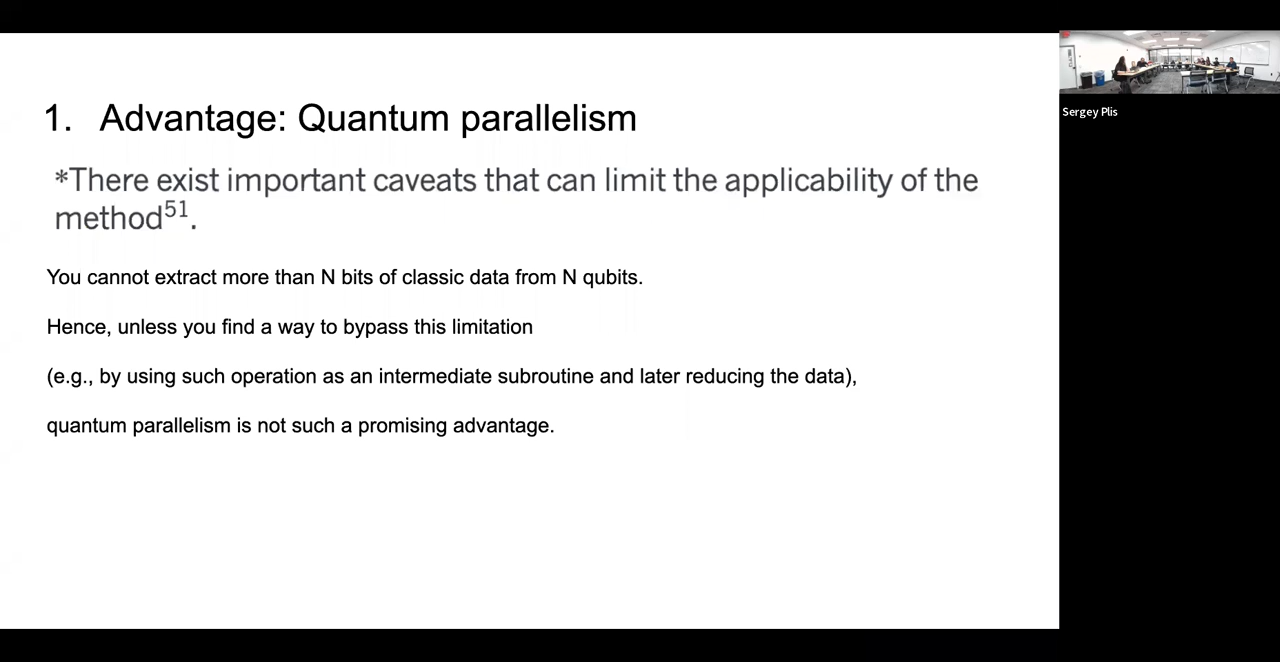 1. Advantage: Quantum parallelism
*There exist important caveats that can limit the applicability of the
method51.
You cannot extract more than N bits of classic data from N qubits.
Hence, unless you find a way to bypass this limitation
(e.g., by using such operation as an intermediate subroutine and later reducing the data),
quantum parallelism is not such a promising advantage.
Sergey Plis